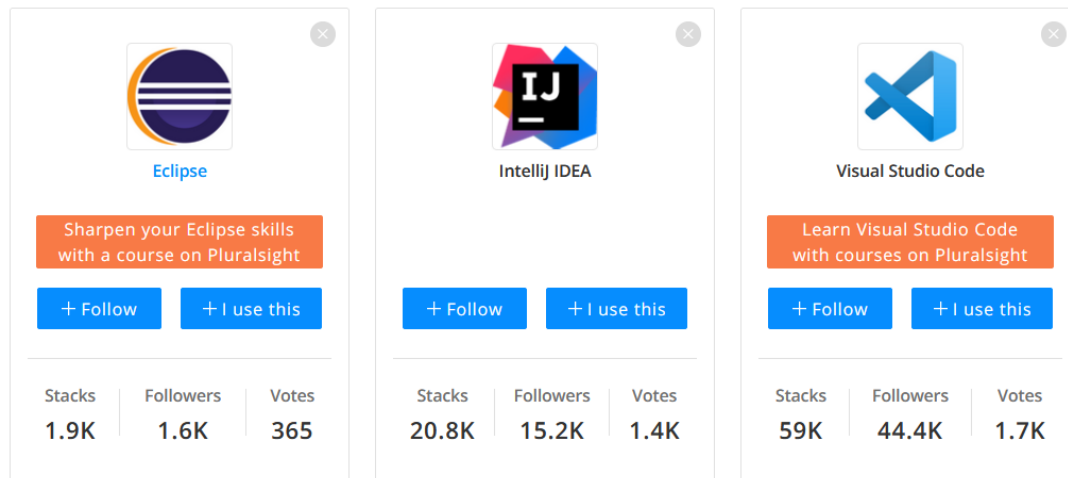 IJ
Eclipse
Sharpen your Eclipse skills
with a course on Pluralsight
+ Follow
+ I use this
Stacks
Followers
Votes
1.9K
1.6K
365
IntelliJ IDEA
+ Follow
+ I use this
Stacks
Followers
Votes
20.8K
15.2K
1.4K
Visual Studio Code
Learn Visual Studio Code
with courses on Pluralsight
+ Follow
+ I use this
Stacks
Followers
Votes
59K
44.4K
1.7K